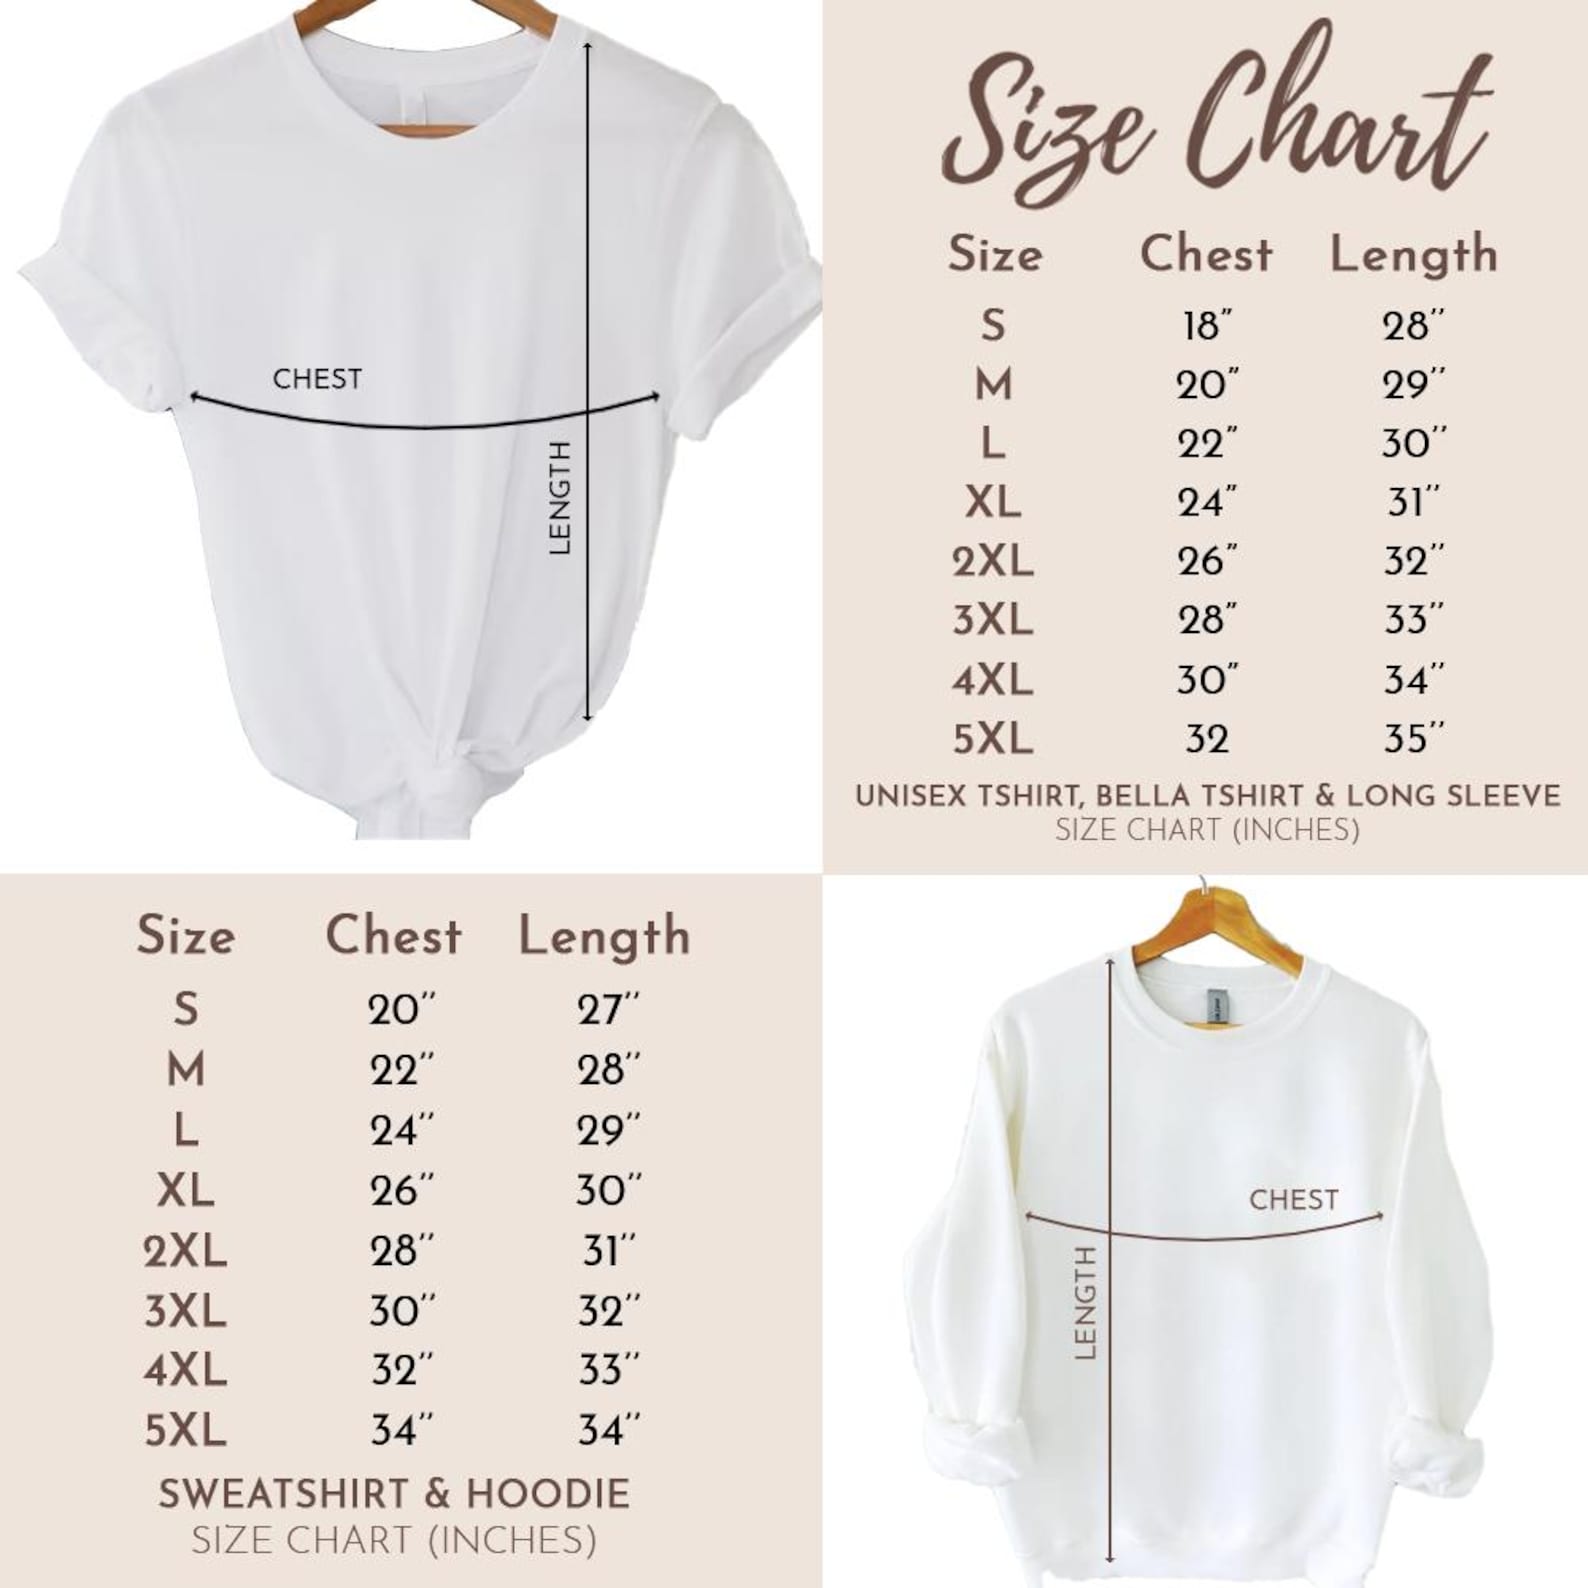 CHEST
LENGTH
Size Chart
Size Chest Length
S 18” 28’’
M 20” 29’’
L 22” 30’’
XL 24” 31’’
2XL 26” 32’’
3XL 28” 33’’
4XL 30” 34’’
5XL 32 35’’
UNISEX TSHIRT, BELLA TSHIRT & LONG SLEEVE
SIZE CHART (INCHES)
Size Chest Length
S 20’’ 27’’
M 22’’ 28’’
L 24’’ 29’’
XL 26’’ 30’’
2XL 28’’ 31’’
3XL 30’’ 32’’
4XL 32’’ 33’’
5XL 34’’ 34’’
SWEATSHIRT & HOODIE
SIZE CHART (INCHES)
CHEST
LENGTH